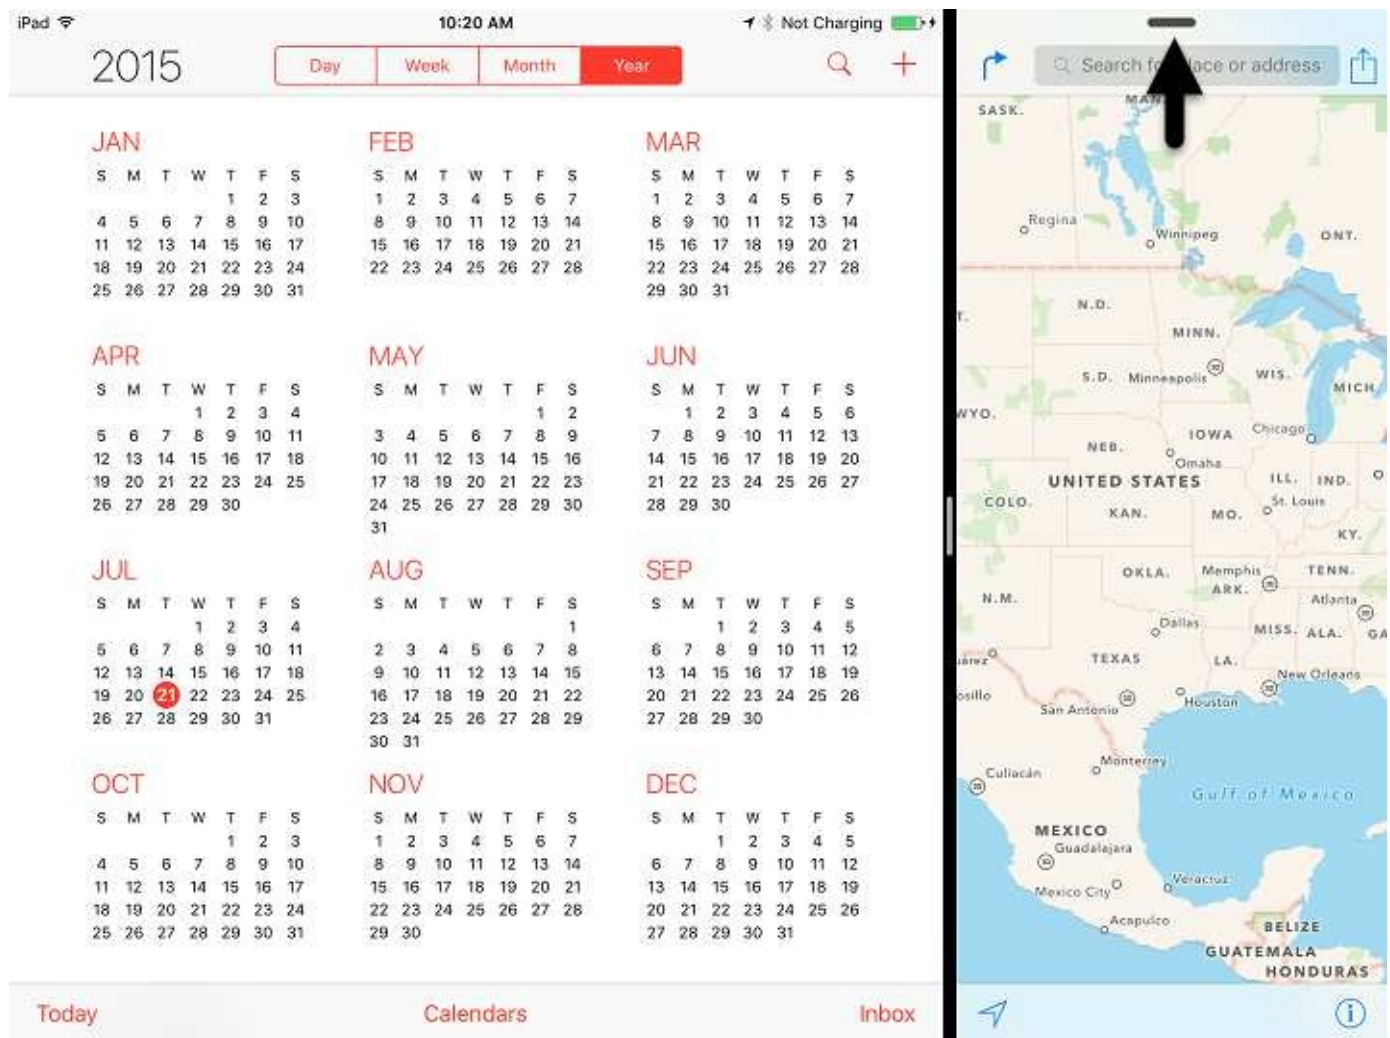 iPad 10:20 AM Not Charging
2015 Day Week Month Year
JAN FEB MAR
S M T W T F S S M T W T F S S M T W T F S
1 2 3 1 2 3 4 5 6 7 1 2 3 4 5 6 7
4 5 6 7 8 9 10 8 9 10 11 12 13 14 8 9 10 11 12 13 14
11 12 13 14 15 16 17 15 16 17 18 19 20 21 15 16 17 18 19 20 21
18 19 20 21 22 23 24 22 23 24 25 26 27 28 22 23 24 25 26 27 28
25 26 27 28 29 30 31 29 30 31
APR MAY JUN
S M T W T F S S M T W T F S S M T W T F S
1 2 3 4 1 2 1 2 3 4 5 6
5 6 7 8 9 10 11 3 4 5 6 7 8 9 7 8 9 10 11 12 13
12 13 14 15 16 17 18 10 11 12 13 14 15 16 14 15 16 17 18 19 20
19 20 21 22 23 24 25 17 18 19 20 21 22 23 21 22 23 24 25 26 27
26 27 28 29 30 24 25 26 27 28 29 30 28 29 30
31
JUL AUG SEP
S M T W T F S S M T W T F S S M T W T F S
1 2 3 4 1 1 2 3 4 5
5 6 7 8 9 10 11 2 3 4 5 6 7 8 6 7 8 9 10 11 12
12 13 14 15 16 17 18 9 10 11 12 13 14 15 13 14 15 16 17 18 19
19 20 21 22 23 24 25 16 17 18 19 20 21 22 20 21 22 23 24 25 26
26 27 28 29 30 31 23 24 25 26 27 28 29 27 28 29 30
30 31
OCT NOV DEC
S M T W T F S S M T W T F S S M T W T F S
1 2 3 1 2 3 4 5 6 7 1 2 3 4 5
4 5 6 7 8 9 10 8 9 10 11 12 13 14 6 7 8 9 10 11 12
11 12 13 14 15 16 17 15 16 17 18 19 20 21 13 14 15 16 17 18 19
18 19 20 21 22 23 24 22 23 24 25 26 27 28 20 21 22 23 24 25 26
25 26 27 28 29 30 31 29 30 27 28 29 30 31
Today Calendars Inbox
Search address
SASK.
Regina
Winnipeg
ONT.
N.D.
MINN.
S.D. Minneapolis WIS.
MICH
WYO.
IOWA Chicago
NEB.
Omaha
UNITED STATES ILL. IND.
COLO. KAN. MO. St. Louis
KY.
OKLA. Memphis TENN.
ARK.
N.M. Atlanta
Dallas
MISS. ALA. GA
TEXAS LA.
New Orleans
San Antonio Houston
Monterrey
Culiacán
Gulf of Mexico
MEXICO
Guadalajara
Mexico City Veracruz
Acapulco
BELIZE
GUATEMALA
HONDURAS